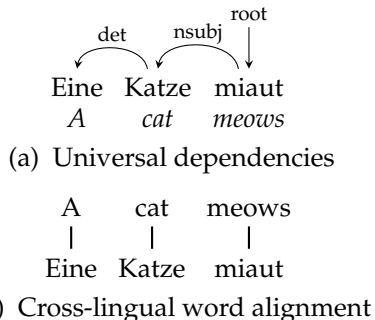 root
det nsubj
Eine Katze miaut
A cat meows
(a) Universal dependencies
A cat meows
Eine Katze miaut
) Cross-lingual word alignment